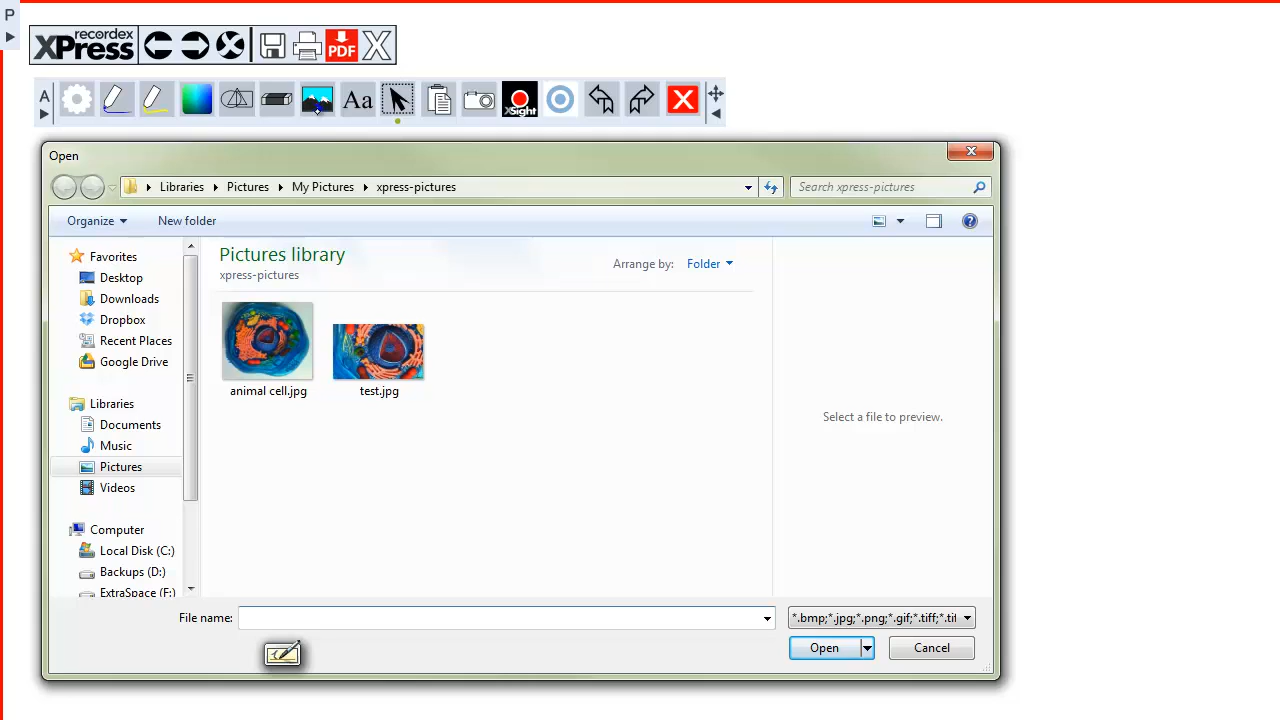 P
recordex
XPress
PDF
X
A
Aa
XSight
Open
Libraries
Pictures
My Pictures
xpress-pictures
Search xpress-pictures
Organize
New folder
Favorites
Desktop
Downloads
Dropbox
Recent Places
Google Drive
Libraries
Documents
Music
Pictures
Videos
Computer
Local Disk (C:)
Backups (D:)
ExtraSpace (F:)
Pictures library
xpress-pictures
Arrange by:
Folder
animal cell.jpg
test.jpg
Select a file to preview.
File name:
*.bmp;*.jpg;*.png;*.gif;*.tiff;*.tif
Open
Cancel